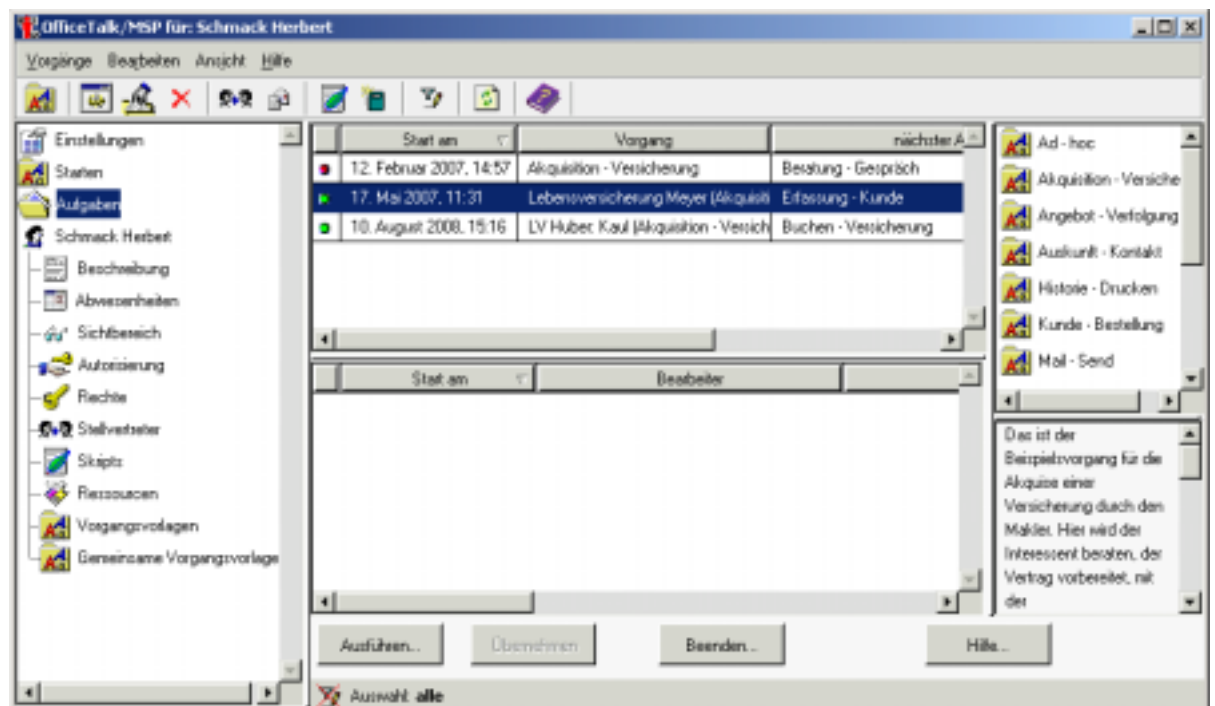 OfficeTalk/MSP für: Schmack Herbert
Vorgänge Bearbeiten Ansicht Hilfe
Einstellungen
Starten
Aufgaben
Schmack Herbert
Beschreibung
Abwesenheiten
Sichtbereich
Autorisierung
Rechte
Stellvertreter
Skripts
Ressourcen
Vorgangsvorlagen
Gemeinsame Vorgangsvorlage
Start am Vorgang nächster A
12. Februar 2007, 14:57 Akquisition - Versicherung Beratung - Gespräch
17. Mai 2007, 11:31 Lebensversicherung Meyer (Akquisiti Erfassung - Kunde
10. August 2008, 15:16 LV Huber, Kaul (Akquisition - Versich Buchen - Versicherung
Start am Bearbeiter
Ad - hoc
Akquisition - Versiche
Angebot - Verfolgung
Auskunft - Kontakt
Historie - Drucken
Kunde - Bestellung
Mail - Send
Das ist der
Beispielsvorgang für die
Akquise einer
Versicherung durch den
Makler. Hier wird der
Interessent beraten, der
Vertrag vorbereitet, mit
der
Ausführen... Übernehmen Beenden... Hilfe...
Auswahl: alle